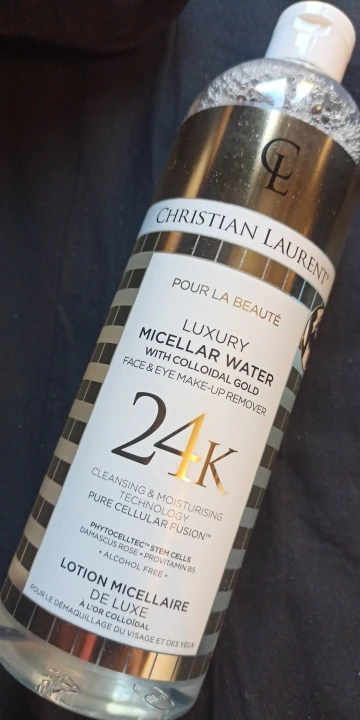 CL
CHRISTIAN LAURENT
POUR LA BEAUTÉ
LUXURY
MICELLAR WATER
WITH COLLOIDAL GOLD
FACE & EYE MAKE-UP REMOVER
24K
CLEANSING & MOISTURISING
TECHNOLOGY
PURE CELLULAR FUSION™
PHYTOCELLTEC™ STEM CELLS
DAMASCUS ROSE • PROVITAMIN B5
• ALCOHOL FREE •
LOTION MICELLAIRE
DE LUXE
À L'OR COLLOÏDAL
POUR LE DÉMAQUILLAGE DU VISAGE ET DES YEUX